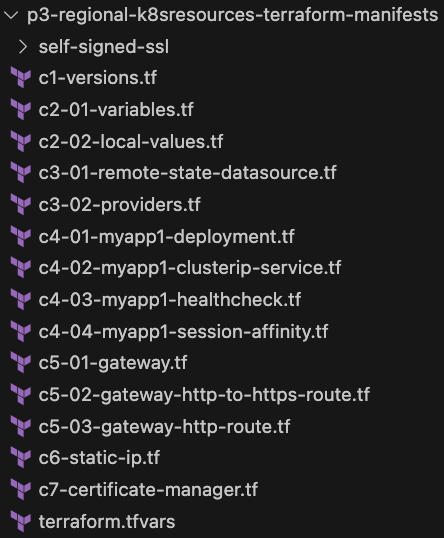 p3-regional-k8sresources-terraform-manifests
self-signed-ssl
c1-versions.tf
c2-01-variables.tf
c2-02-local-values.tf
c3-01-remote-state-datasource.tf
c3-02-providers.tf
c4-01-myapp1-deployment.tf
c4-02-myapp1-clusterip-service.tf
c4-03-myapp1-healthcheck.tf
c4-04-myapp1-session-affinity.tf
c5-01-gateway.tf
c5-02-gateway-http-to-https-route.tf
c5-03-gateway-http-route.tf
c6-static-ip.tf
c7-certificate-manager.tf
terraform.tfvars